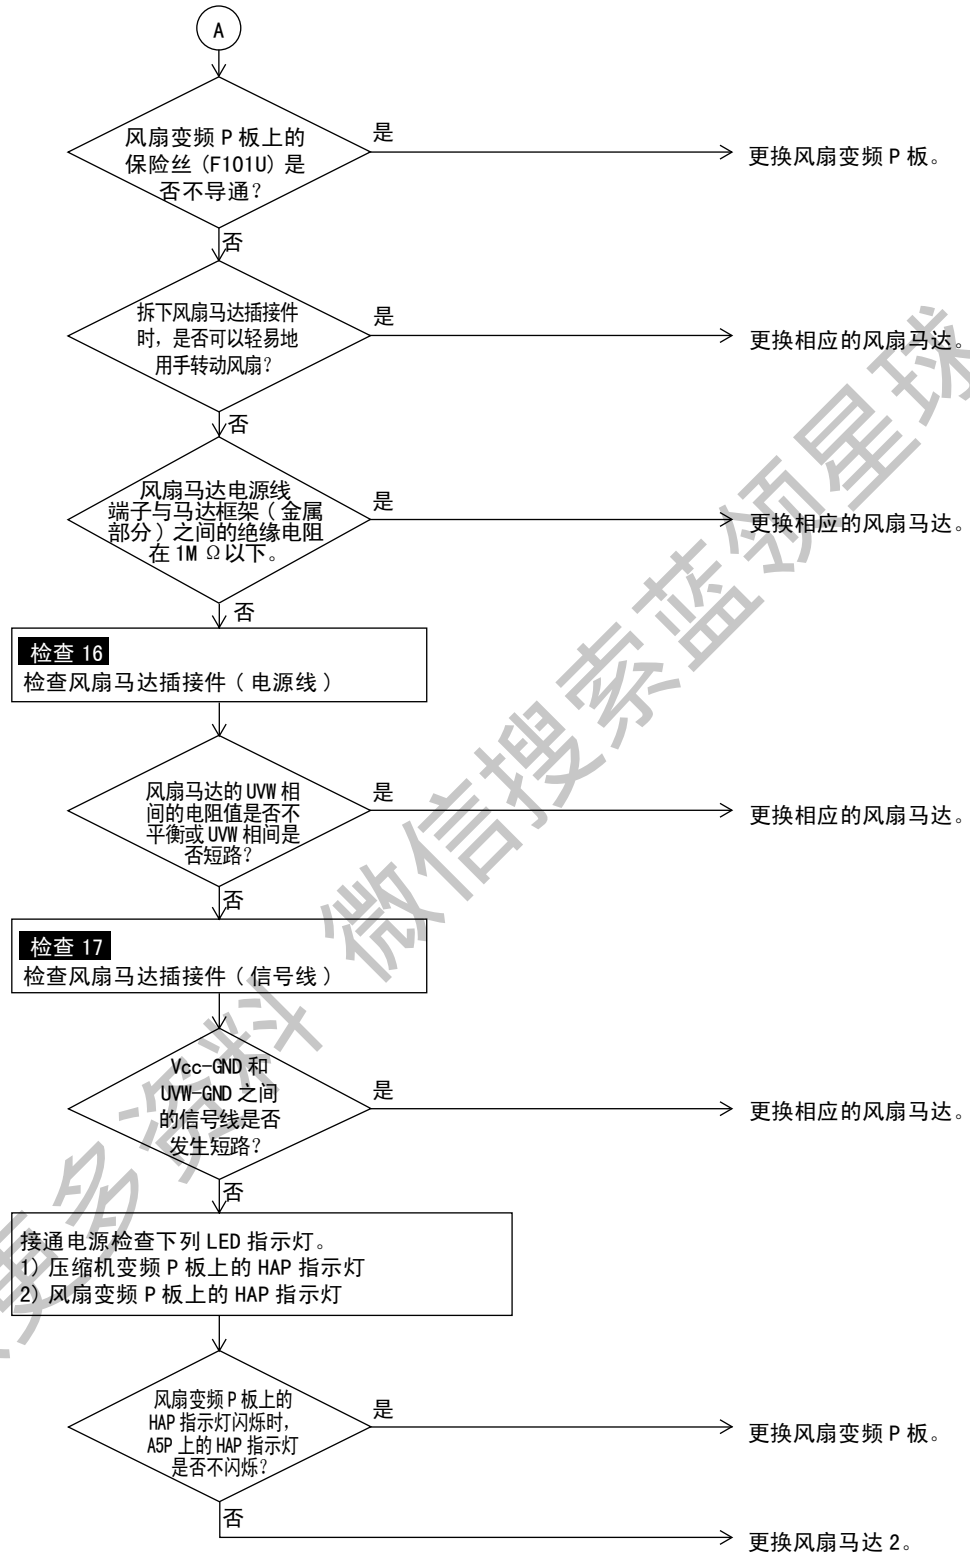 A
风扇变频 P 板上的
保险丝 (F101U) 是
否不导通?
是
更换风扇变频 P 板。
否
拆下风扇马达插接件
时, 是否可以轻易地
用手转动风扇?
是
更换相应的风扇马达。
否
风扇马达电源线
端子与马达框架 ( 金属
部分 ) 之间的绝缘电阻
在 1M Ω 以下。
是
更换相应的风扇马达。
否
检查 16
检查风扇马达插接件 ( 电源线 )
风扇马达的 UVW 相
间的电阻值是否不
平衡或 UVW 相间是
否短路?
是
更换相应的风扇马达。
否
检查 17
检查风扇马达插接件 ( 信号线 )
Vcc-GND 和
UVW-GND 之间
的信号线是否
发生短路?
是
更换相应的风扇马达。
否
接通电源检查下列 LED 指示灯。
1) 压缩机变频 P 板上的 HAP 指示灯
2) 风扇变频 P 板上的 HAP 指示灯
风扇变频 P 板上的
HAP 指示灯闪烁时,
A5P 上的 HAP 指示灯
是否不闪烁?
是
更换风扇变频 P 板。
否
更换风扇马达 2。
更多资料 微信搜索蓝领星球